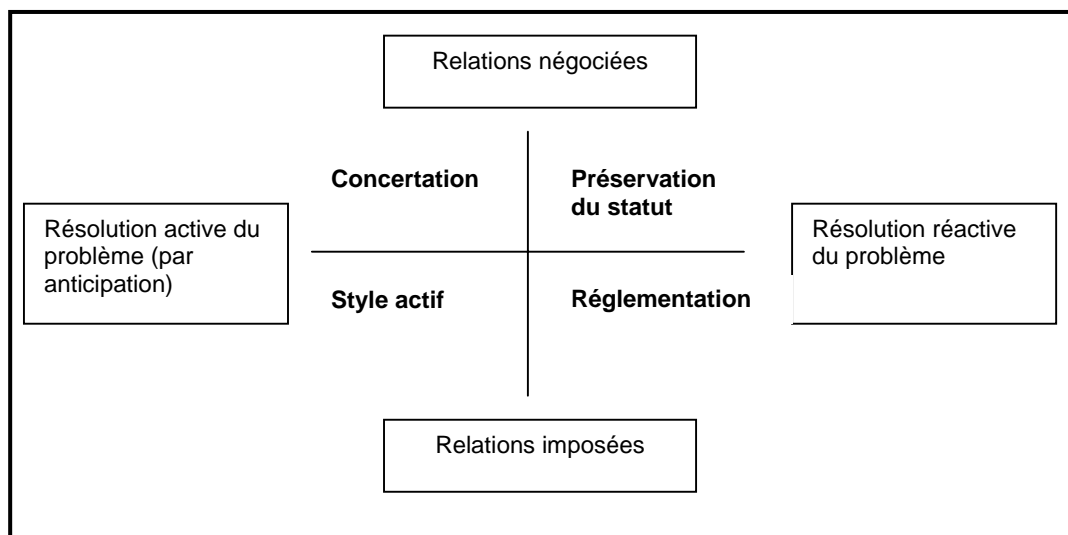 Relations négociées
Concertation
Préservation
du statut
Résolution active du
problème (par
anticipation)
Résolution réactive
du problème
Style actif
Réglementation
Relations imposées